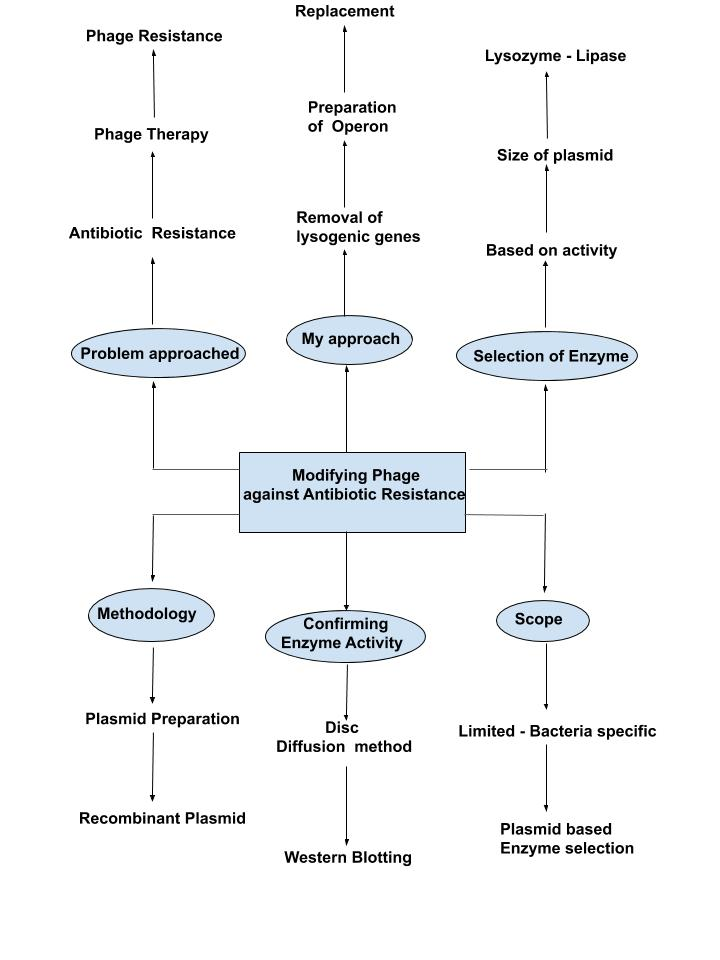 Replacement
Phage Resistance
Lysozyme - Lipase
Preparation
of Operon
Phage Therapy
Size of plasmid
Removal of
lysogenic genes
Antibiotic Resistance
Based on activity
My approach
Problem approached
Selection of Enzyme
Modifying Phage
against Antibiotic Resistance
Methodology
Confirming
Enzyme Activity
Scope
Plasmid Preparation
Disc
Diffusion method
Limited - Bacteria specific
Recombinant Plasmid
Plasmid based
Enzyme selection
Western Blotting